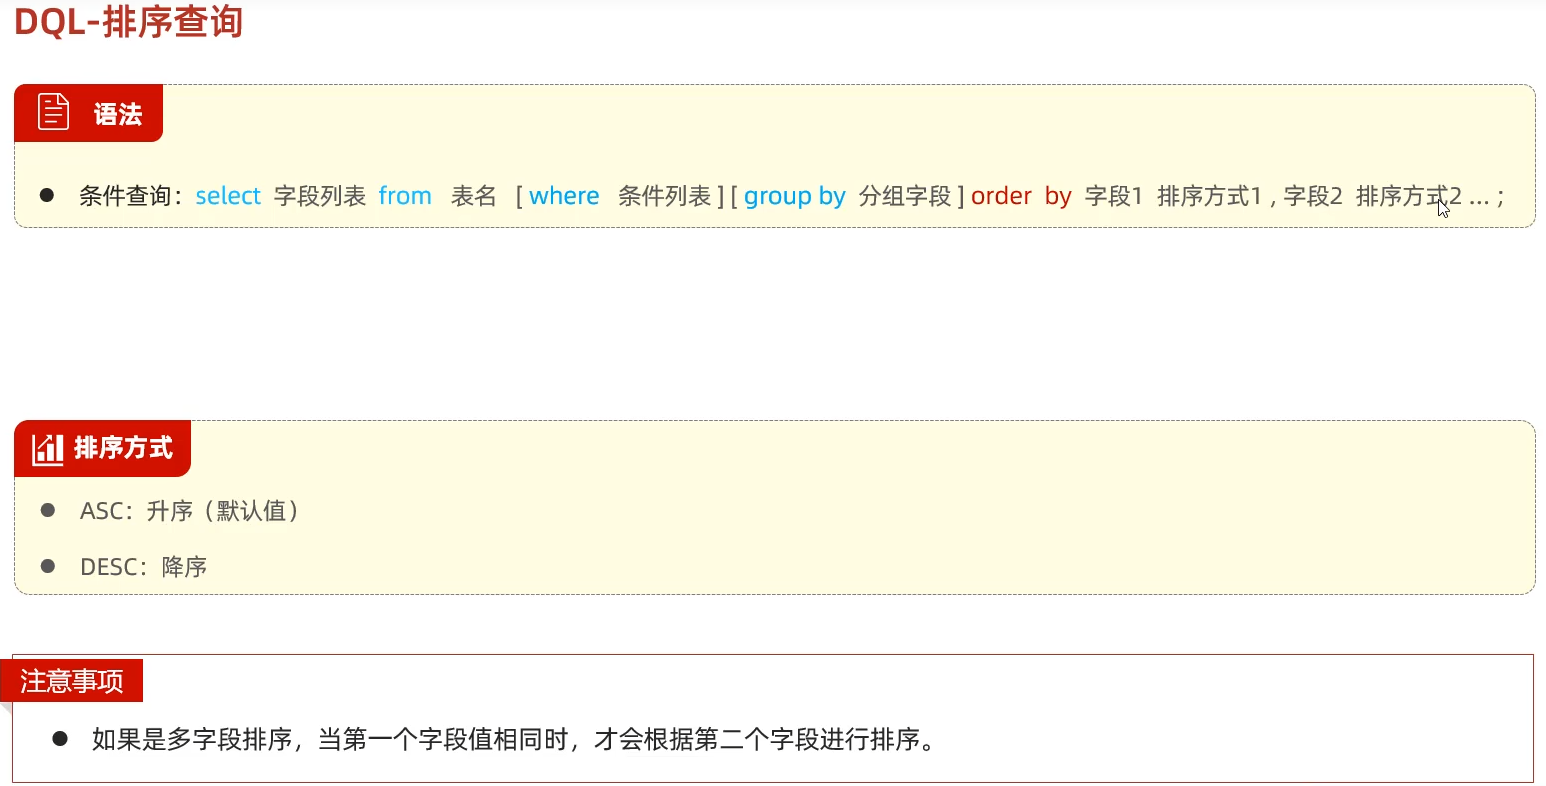 DQL-排序查询
语法
条件查询：select 字段列表 from 表名 [ where 条件列表 ] [ group by 分组字段 ] order by 字段1 排序方式1 , 字段2 排序方式2 ... ;
排序方式
ASC：升序（默认值）
DESC：降序
注意事项
如果是多字段排序，当第一个字段值相同时，才会根据第二个字段进行排序。